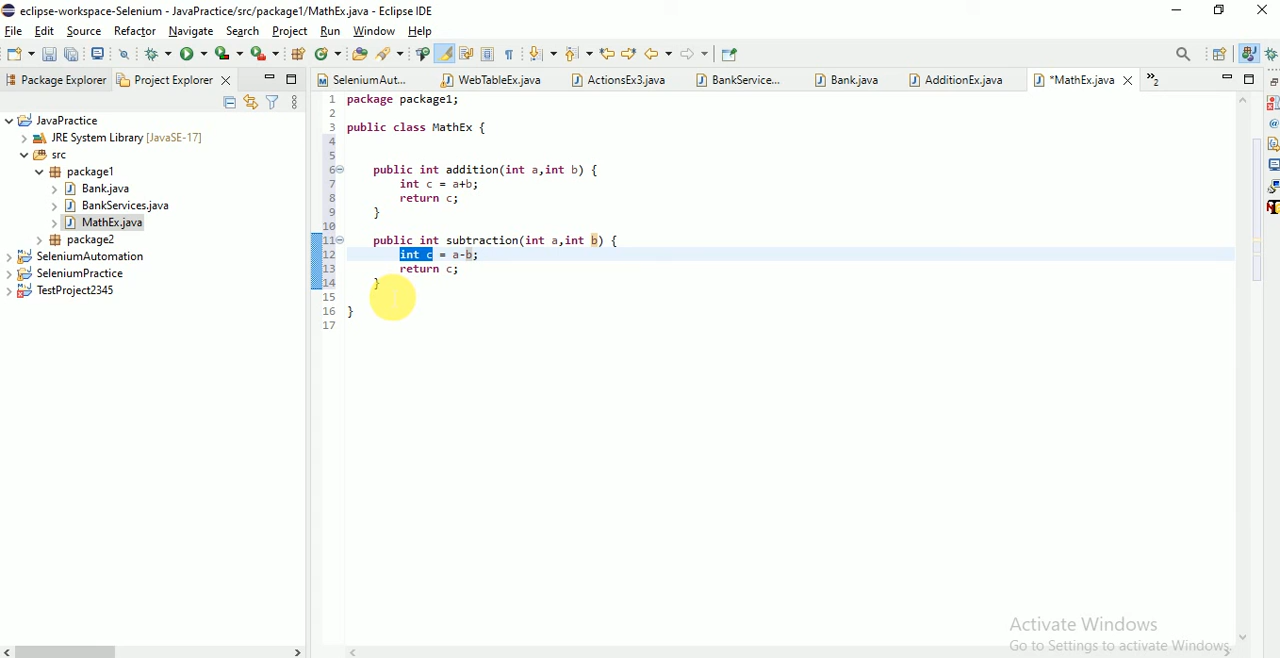 eclipse-workspace-Selenium - JavaPractice/src/package1/MathEx.java - Eclipse IDE
File Edit Source Refactor Navigate Search Project Run Window Help
Package Explorer Project Explorer
SeleniumAut... WebTableEx.java ActionsEx3.java BankService... Bank.java AdditionEx.java *MathEx.java »2
JavaPractice
JRE System Library [JavaSE-17]
src
package1
Bank.java
BankServices.java
MathEx.java
package2
SeleniumAutomation
SeleniumPractice
TestProject2345
1 package package1;
2
3 public class MathEx {
4
5
6 public int addition(int a,int b) {
7 int c = a+b;
8 return c;
9 }
10
11 public int subtraction(int a,int b) {
12 int c = a-b;
13 return c;
14 }
15
16 }
17
Activate Windows
Go to Settings to activate Windows.